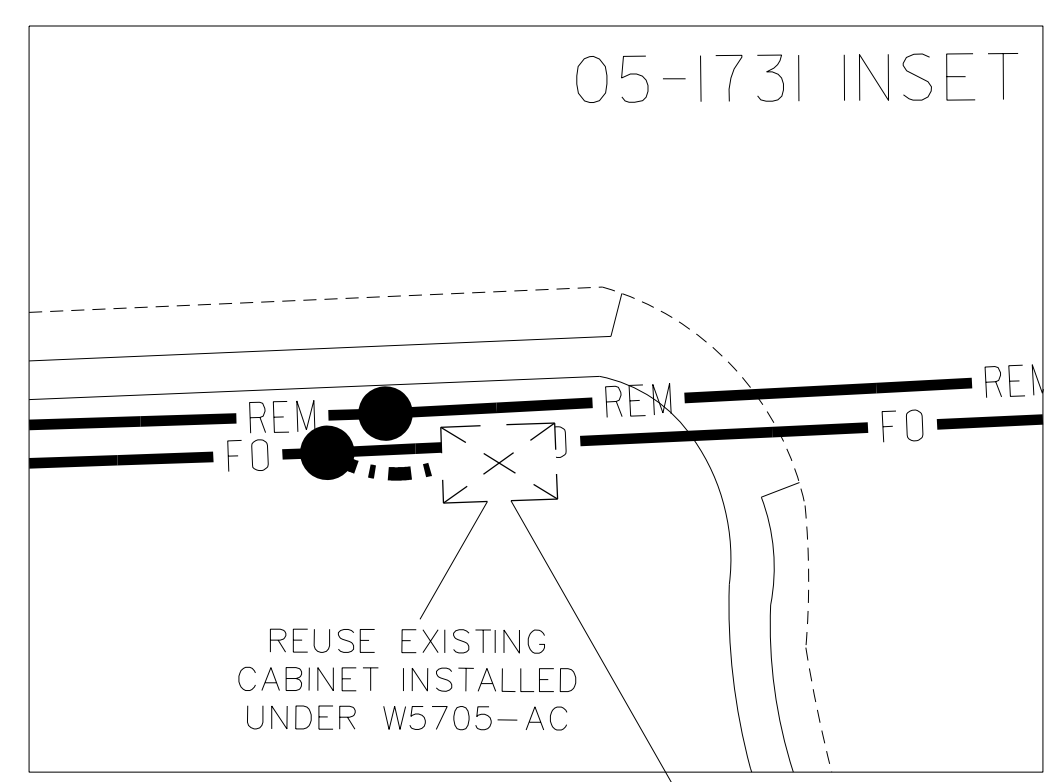 05-1731 INSET
REM
REM
REM
FO
FO
REUSE EXISTING
CABINET INSTALLED
UNDER W5705-AC